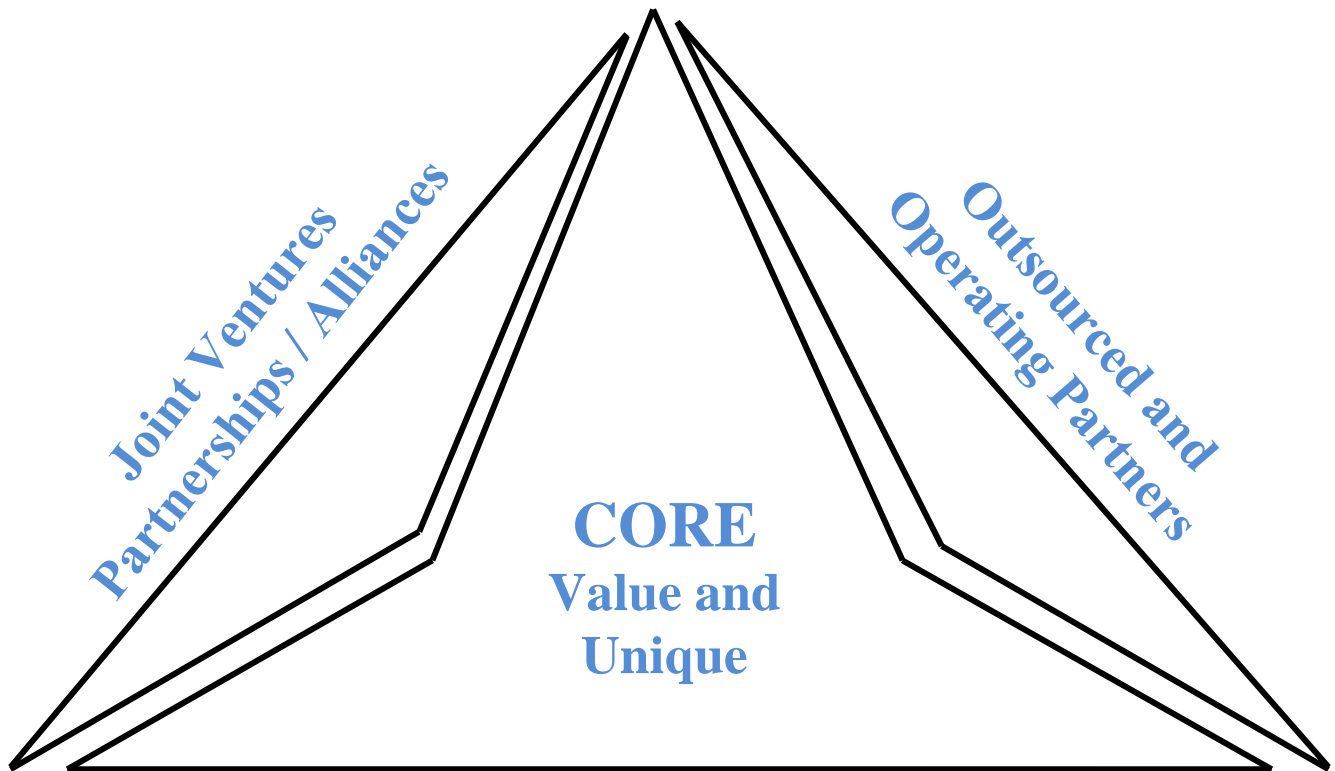 Joint Ventures
Partnerships / Alliances
Outsourced and
Operating Partners
CORE
Value and
Unique